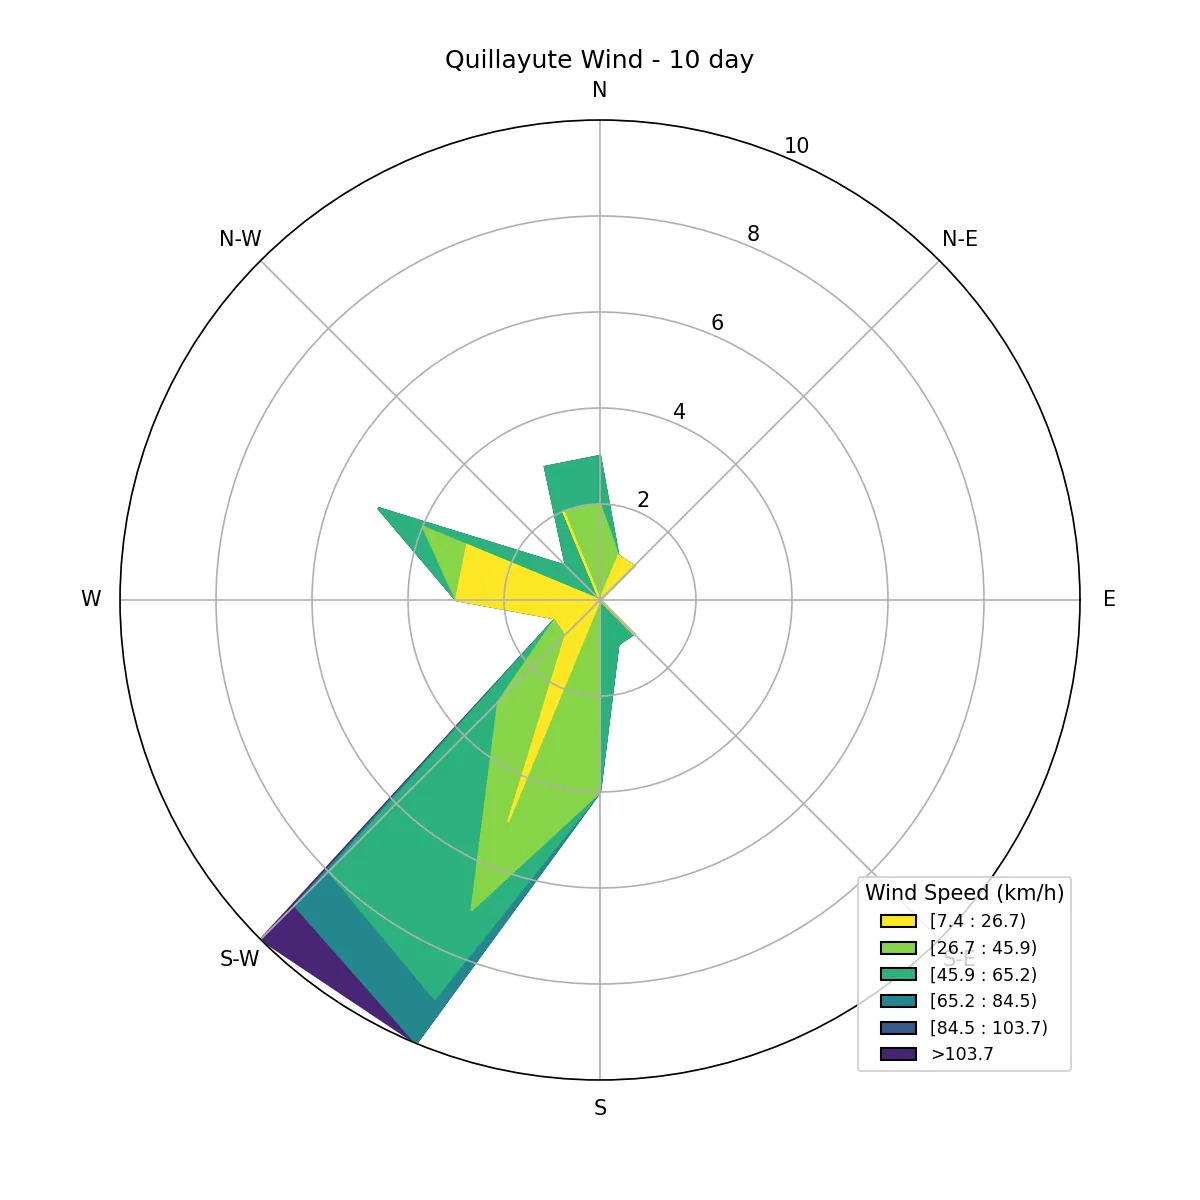 Quillayute Wind - 10 day
N
10
N-W
N-E
8
6
4
2
W
E
Wind Speed (km/h)
[7.4 : 26.7)
[26.7 : 45.9)
S-W
S-E
[45.9 : 65.2)
[65.2 : 84.5)
[84.5 : 103.7)
>103.7
S